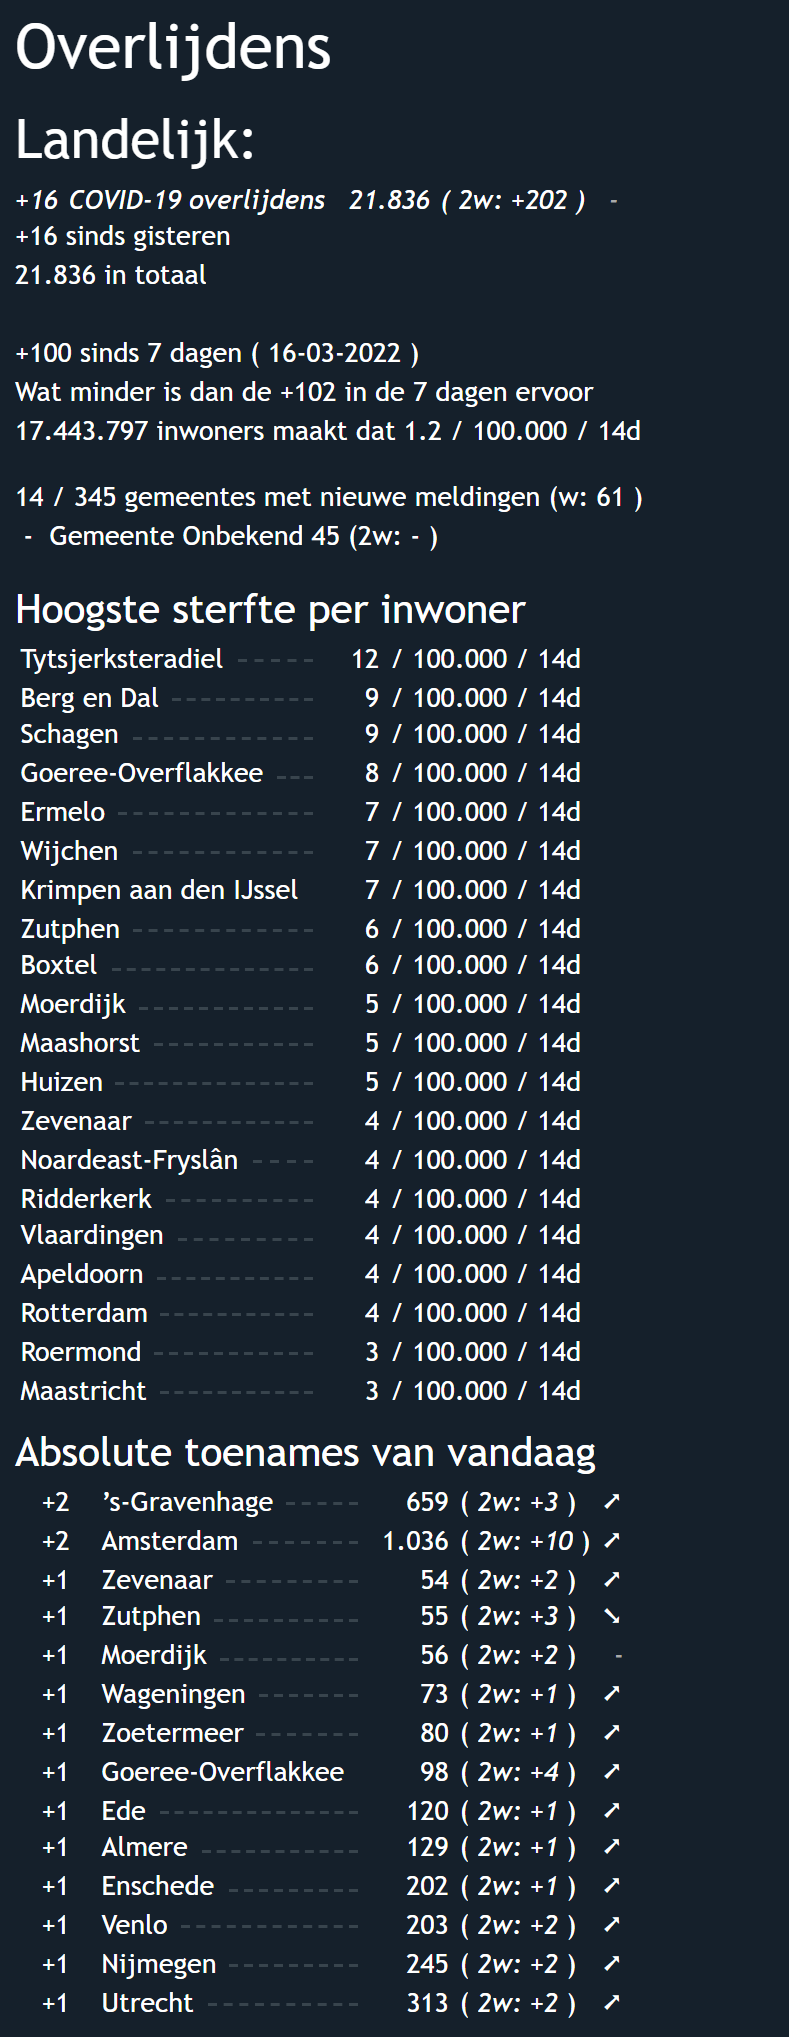 Overlijdens
Landelijk:
+16 COVID-19 overlijdens 21.836 ( 2w: +202 ) -
+16 sinds gisteren
21.836 in totaal
+100 sinds 7 dagen ( 16-03-2022 )
Wat minder is dan de +102 in de 7 dagen ervoor
17.443.797 inwoners maakt dat 1.2 / 100.000 / 14d
14 / 345 gemeentes met nieuwe meldingen (w: 61 )
- Gemeente Onbekend 45 (2w: - )
Hoogste sterfte per inwoner
Tytsjerksteradiel ----- 12 / 100.000 / 14d
Berg en Dal ---------- 9 / 100.000 / 14d
Schagen ------------ 9 / 100.000 / 14d
Goeree-Overflakkee --- 8 / 100.000 / 14d
Ermelo ------------- 7 / 100.000 / 14d
Wijchen ------------ 7 / 100.000 / 14d
Krimpen aan den IJssel 7 / 100.000 / 14d
Zutphen ------------ 6 / 100.000 / 14d
Boxtel -------------- 6 / 100.000 / 14d
Moerdijk ------------ 5 / 100.000 / 14d
Maashorst ----------- 5 / 100.000 / 14d
Huizen -------------- 5 / 100.000 / 14d
Zevenaar ------------ 4 / 100.000 / 14d
Noardeast-Fryslân ---- 4 / 100.000 / 14d
Ridderkerk ---------- 4 / 100.000 / 14d
Vlaardingen --------- 4 / 100.000 / 14d
Apeldoorn ----------- 4 / 100.000 / 14d
Rotterdam ----------- 4 / 100.000 / 14d
Roermond ----------- 3 / 100.000 / 14d
Maastricht ----------- 3 / 100.000 / 14d
Absolute toenames van vandaag
+2 ’s-Gravenhage ----- 659 ( 2w: +3 ) ➚
+2 Amsterdam ------- 1.036 ( 2w: +10 ) ➚
+1 Zevenaar --------- 54 ( 2w: +2 ) ➚
+1 Zutphen ---------- 55 ( 2w: +3 ) ➘
+1 Moerdijk ---------- 56 ( 2w: +2 ) -
+1 Wageningen ------- 73 ( 2w: +1 ) ➚
+1 Zoetermeer ------- 80 ( 2w: +1 ) ➚
+1 Goeree-Overflakkee 98 ( 2w: +4 ) ➚
+1 Ede -------------- 120 ( 2w: +1 ) ➚
+1 Almere ----------- 129 ( 2w: +1 ) ➚
+1 Enschede --------- 202 ( 2w: +1 ) ➚
+1 Venlo ------------ 203 ( 2w: +2 ) ➚
+1 Nijmegen --------- 245 ( 2w: +2 ) ➚
+1 Utrecht ---------- 313 ( 2w: +2 ) ➚